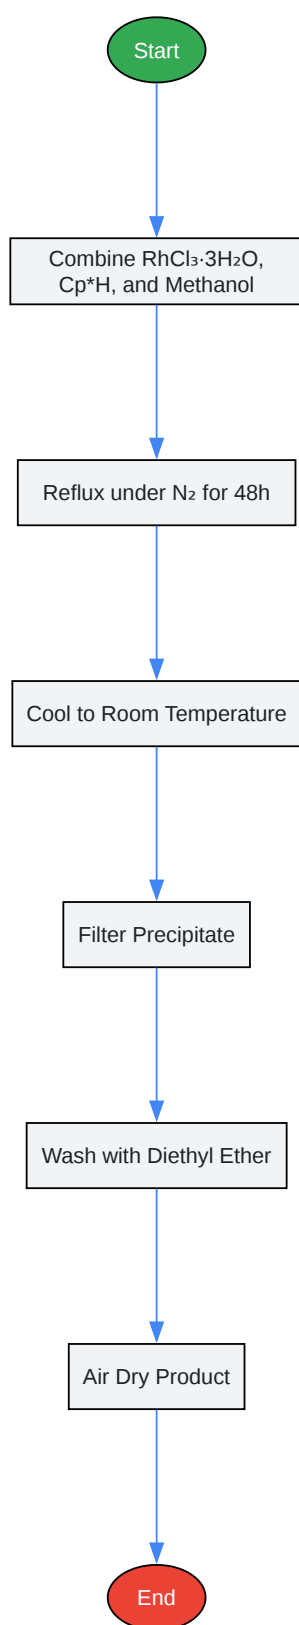 Start
Combine RhCl₃·3H₂O,
Cp*H, and Methanol
Reflux under N₂ for 48h
Cool to Room Temperature
Filter Precipitate
Wash with Diethyl Ether
Air Dry Product
End